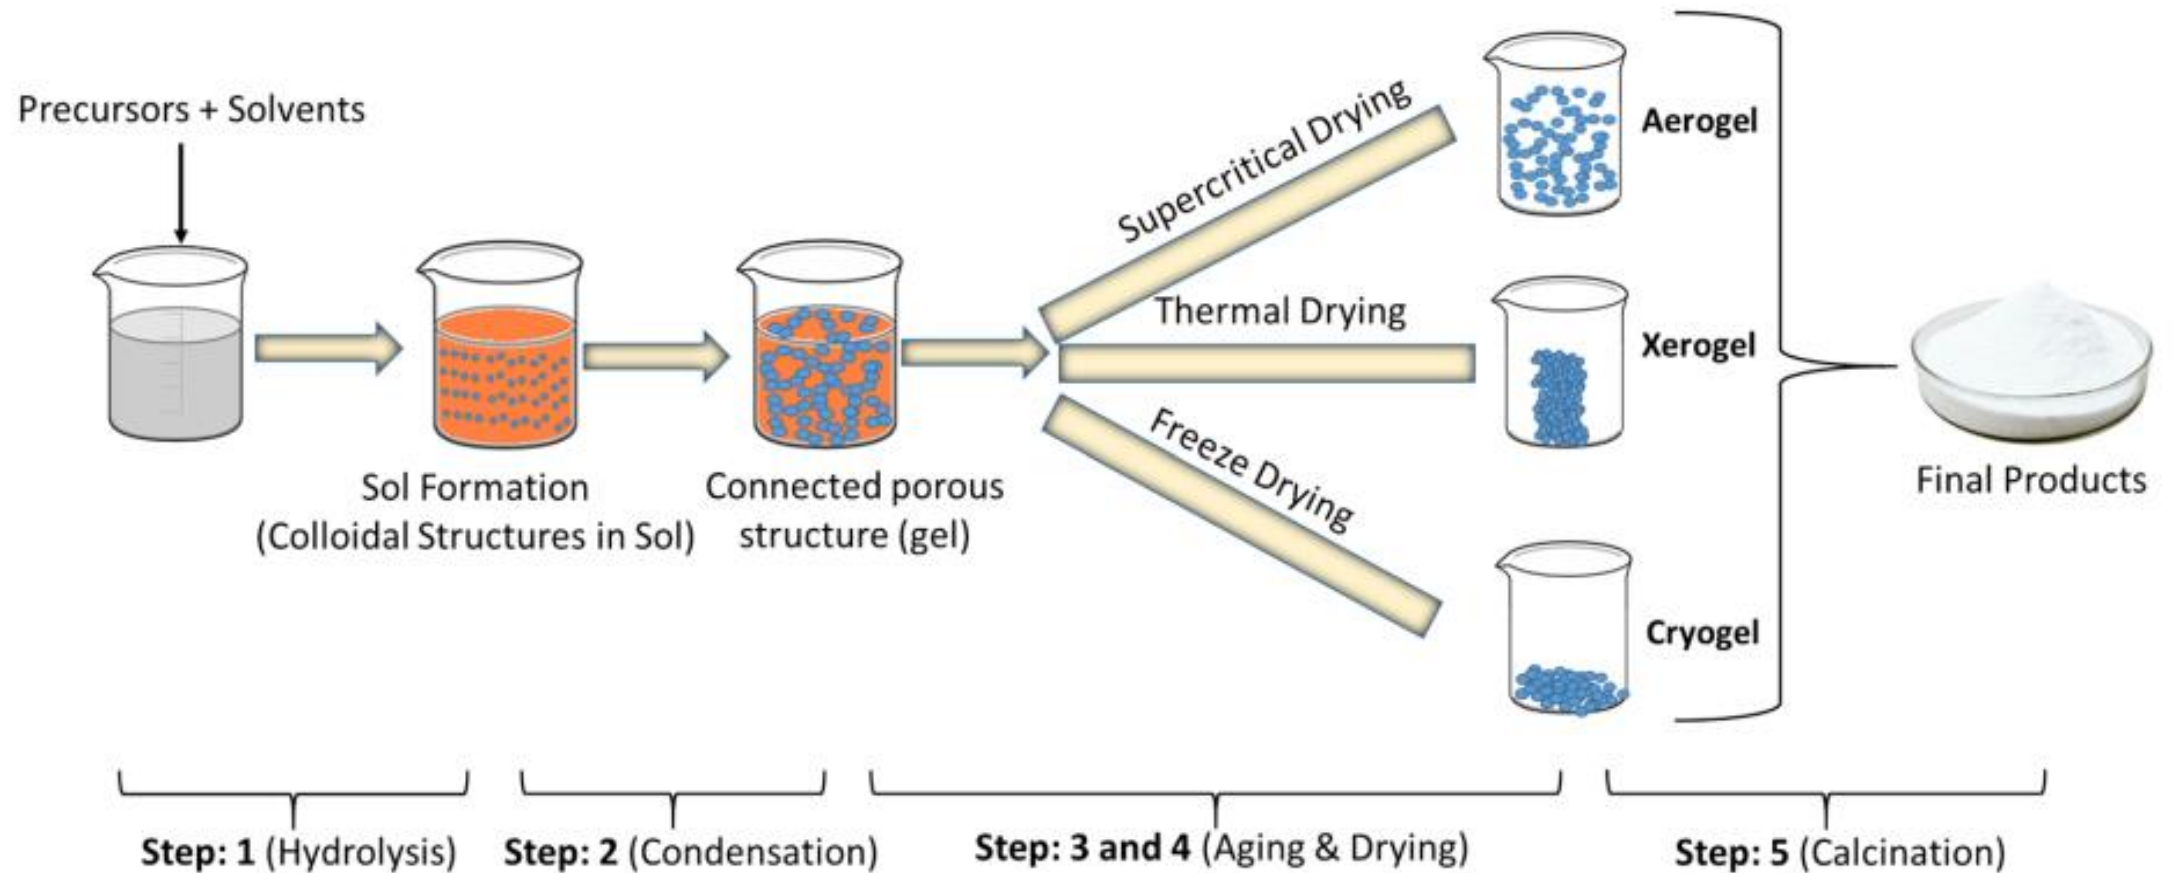 Precursors + Solvents
Sol Formation
(Colloidal Structures in Sol)
Connected porous
structure (gel)
Supercritical Drying
Thermal Drying
Freeze Drying
Aerogel
Xerogel
Cryogel
Final Products
Step: 1 (Hydrolysis)
Step: 2 (Condensation)
Step: 3 and 4 (Aging & Drying)
Step: 5 (Calcination)